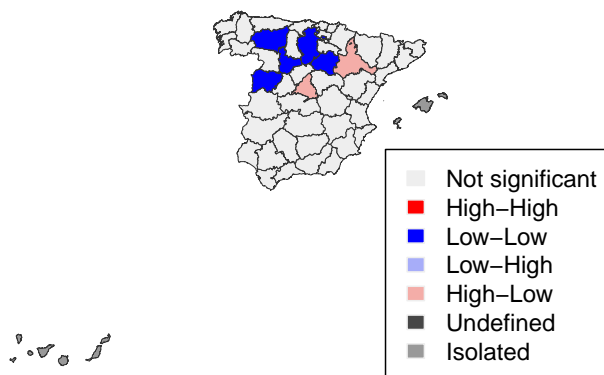 Not significant
High−High
Low−Low
Low−High
High−Low
Undefined
Isolated